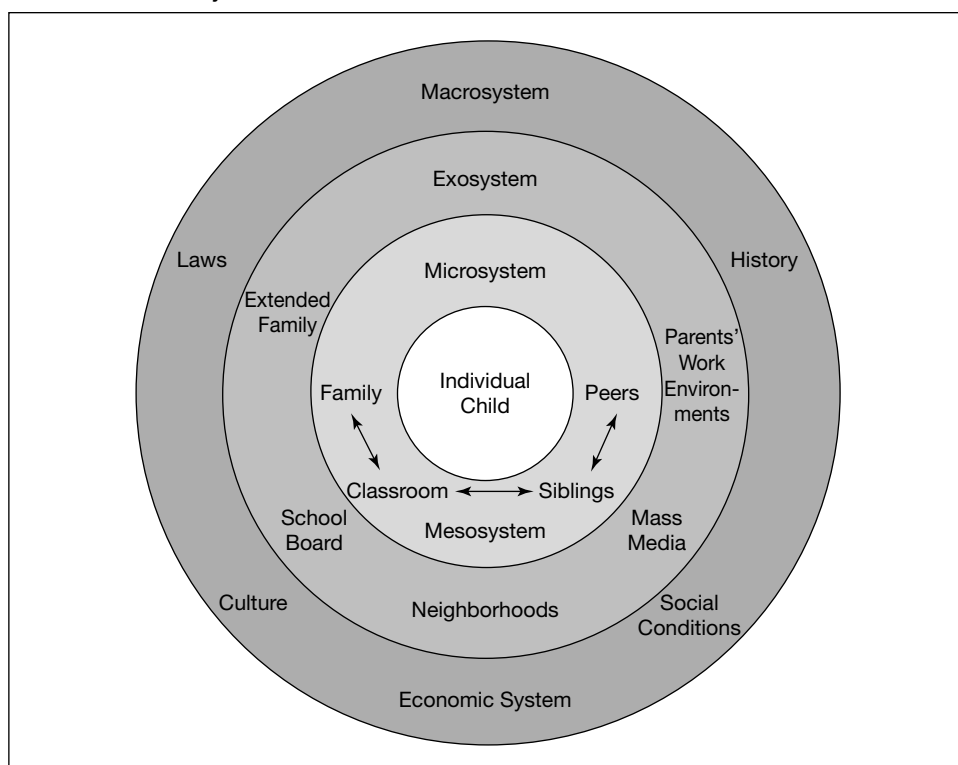 Macrosystem
Exosystem
Laws
History
Microsystem
Extended
Family
Parents'
Work
Environ-
ments
Family
Individual
Child
Peers
Classroom
Siblings
School
Board
Mesosystem
Mass
Media
Culture
Neighborhoods
Social
Conditions
Economic System